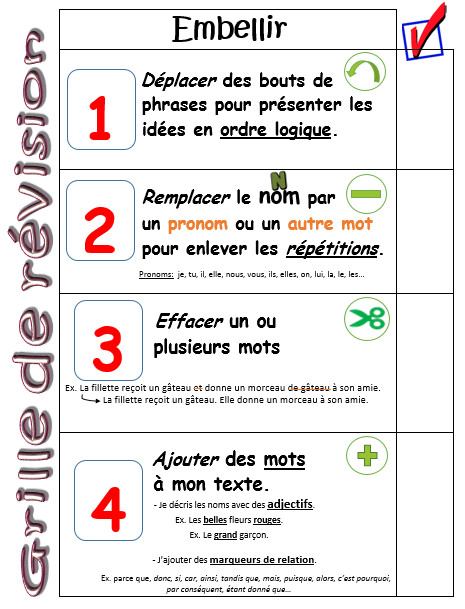 Grille de révision
Embellir
1
Déplacer des bouts de
phrases pour présenter les
idées en ordre logique.
2
N
Remplacer le nom par
un pronom ou un autre mot
pour enlever les répétitions.
Pronoms: je, tu, il, elle, nous, vous, ils, elles, on, lui, la, le, les...
3
Effacer un ou
plusieurs mots
Ex. La fillette reçoit un gâteau et donne un morceau de gâteau à son amie.
La fillette reçoit un gâteau. Elle donne un morceau à son amie.
4
Ajouter des mots
à mon texte.
- Je décris les noms avec des adjectifs.
Ex. Les belles fleurs rouges.
Ex. Le grand garçon.
- J'ajouter des marqueurs de relation.
Ex. parce que, donc, si, car, ainsi, tandis que, mais, puisque, alors, c'est pourquoi,
par conséquent, étant donné que...